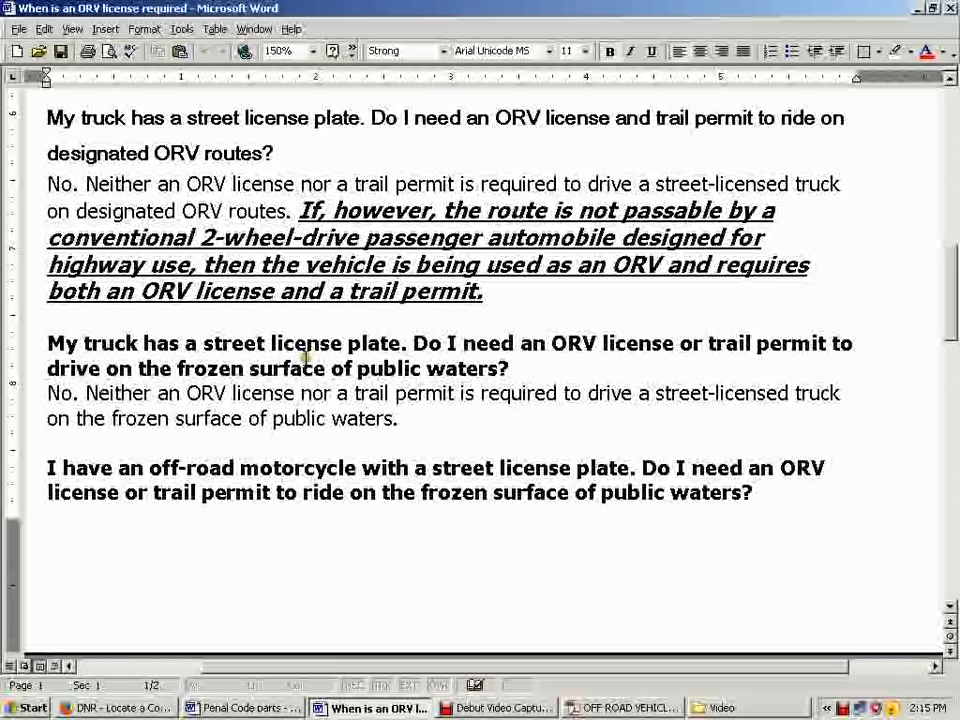 When is an ORV license required - Microsoft Word
File Edit View Insert Format Tools Table Window Help
150% Strong Arial Unicode MS 11 B I U A
1 2 3 4 5
My truck has a street license plate. Do I need an ORV license and trail permit to ride on
designated ORV routes?
No. Neither an ORV license nor a trail permit is required to drive a street-licensed truck
on designated ORV routes. If, however, the route is not passable by a
conventional 2-wheel-drive passenger automobile designed for
highway use, then the vehicle is being used as an ORV and requires
both an ORV license and a trail permit.
My truck has a street license plate. Do I need an ORV license or trail permit to
drive on the frozen surface of public waters?
No. Neither an ORV license nor a trail permit is required to drive a street-licensed truck
on the frozen surface of public waters.
I have an off-road motorcycle with a street license plate. Do I need an ORV
license or trail permit to ride on the frozen surface of public waters?
Page 1 Sec 1 1/2 REC TRK EXT OVR
Start DNR - Locate a Co... Penal Code parts - ... When is an ORV l... Debut Video Captu... OFF ROAD VEHICL... Video « 2:15 PM